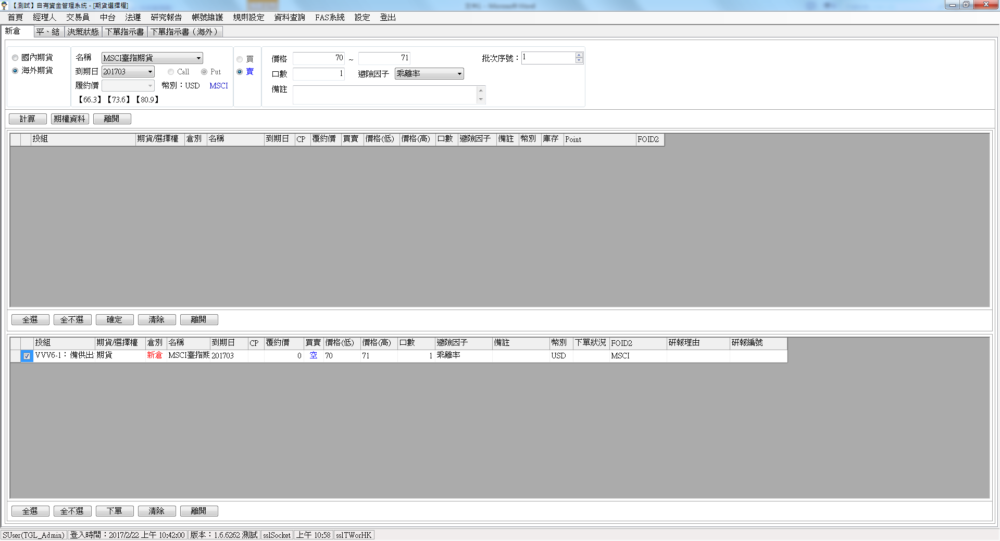 【測試】自有資金管理系統 - [期貨選擇權]
首頁 經理人 交易員 中台 法遵 研究報告 帳號維護 規則設定 資料查詢 FAS系統 設定 登出
新倉 平、結 決策狀態 下單指示書 下單指示書（海外）
國內期貨
海外期貨
名稱 MSCI臺指期貨
到期日 201703 Call Put
履約價 幣別：USD MSCI
【66.3】【73.6】【80.9】
買
賣
價格 70 ~ 71
口數 1 避險因子 乖離率
備註
批次序號：1
計算 期權資料 離開
投組 期貨/選擇權 倉別 名稱 到期日 CP 覆約價 買賣 價格(低) 價格(高) 口數 避險因子 備註 幣別 庫存 Point FOID2
全選 全不選 確定 清除 離開
投組 期貨/選擇權 倉別 名稱 到期日 CP 覆約價 買賣 價格(低) 價格(高) 口數 避險因子 備註 幣別 下單狀況 FOID2 研報理由 研報編號
VVV6-1：備供出 期貨 新倉 MSCI臺指期 201703 0 空 70 71 1 乖離率 USD MSCI
全選 全不選 下單 清除 離開
SUser(TGL_Admin) 登入時間：2017/2/22 上午 10:42:00 版本：1.6.6262 測試 sslSocket 上午 10:58 sslTWorHK